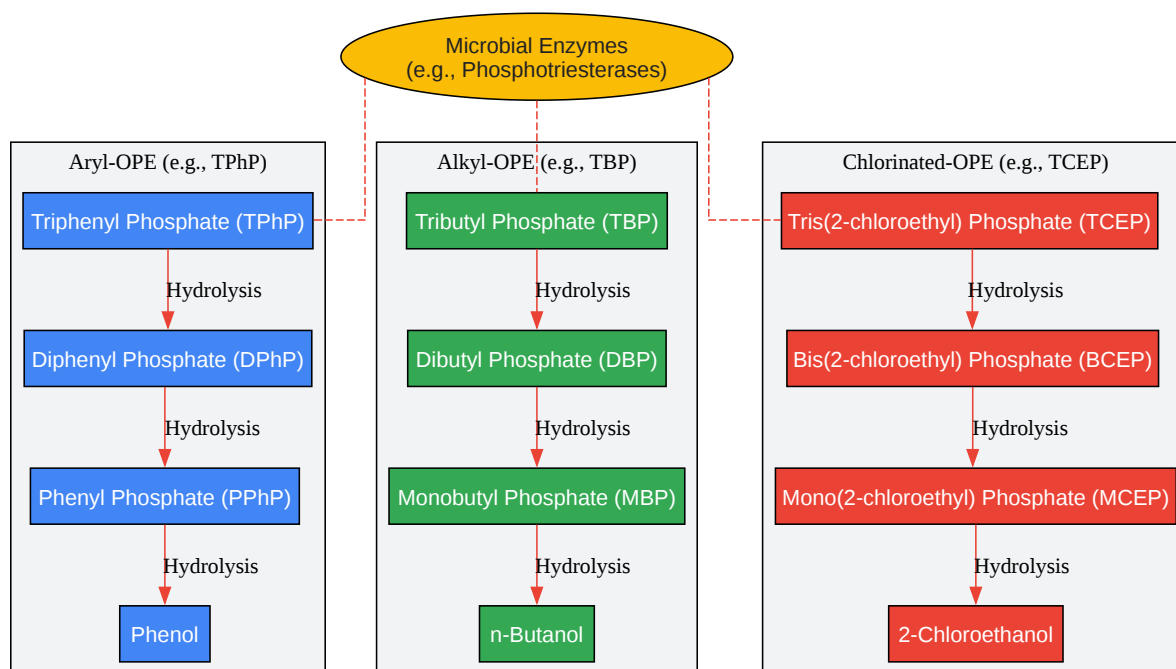 Microbial Enzymes
(e.g., Phosphotriesterases)
Aryl-OPE (e.g., TPhP)
Triphenyl Phosphate (TPhP)
Hydrolysis
Diphenyl Phosphate (DPhP)
Hydrolysis
Phenyl Phosphate (PPhP)
Hydrolysis
Phenol
Alkyl-OPE (e.g., TBP)
Tributyl Phosphate (TBP)
Hydrolysis
Dibutyl Phosphate (DBP)
Hydrolysis
Monobutyl Phosphate (MBP)
Hydrolysis
n-Butanol
Chlorinated-OPE (e.g., TCEP)
Tris(2-chloroethyl) Phosphate (TCEP)
Hydrolysis
Bis(2-chloroethyl) Phosphate (BCEP)
Hydrolysis
Mono(2-chloroethyl) Phosphate (MCEP)
Hydrolysis
2-Chloroethanol